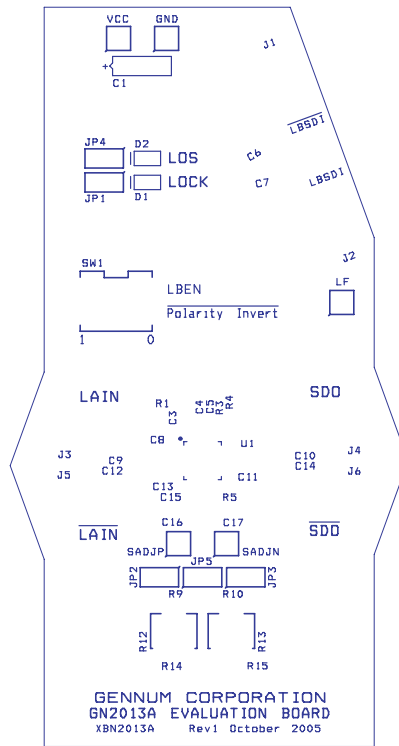 VCC GND
J1
+
C1
LBSDI
JP4 D2 LOS
C6
JP1 D1 LOCK
C7 LBSDI
J2
SW1
LBEN
LF
Polarity Invert
1 0
LAIN SDO
R1 C3 C4 C5 R3 R4
C8 U1
J3 C9 C10 J4
J5 C12 C14 J6
C13 C11
C15 R5
LAIN C16 C17 SDO
SADJP SADJN
JP5
JP2 JP3
R9 R10
R12 R13
R14 R15
GENNUM CORPORATION
GN2013A EVALUATION BOARD
XBN2013A Rev1 October 2005